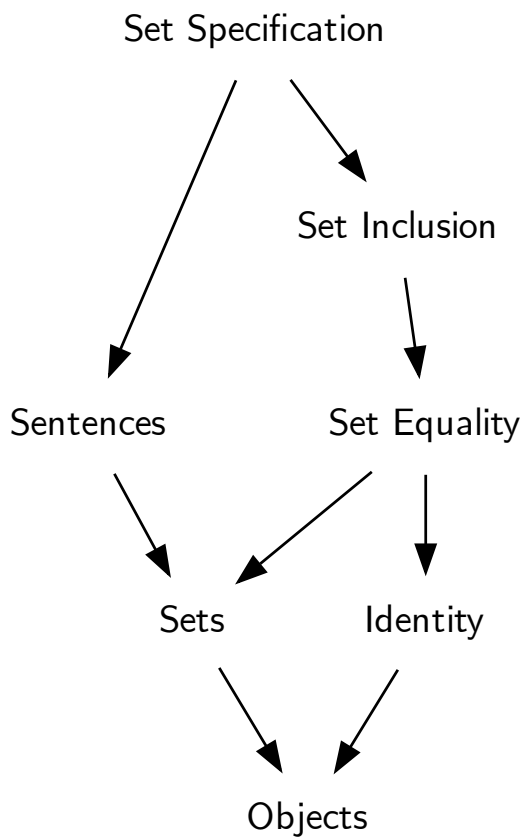 Set Specification
Set Inclusion
Sentences
Set Equality
Sets
Identity
Objects